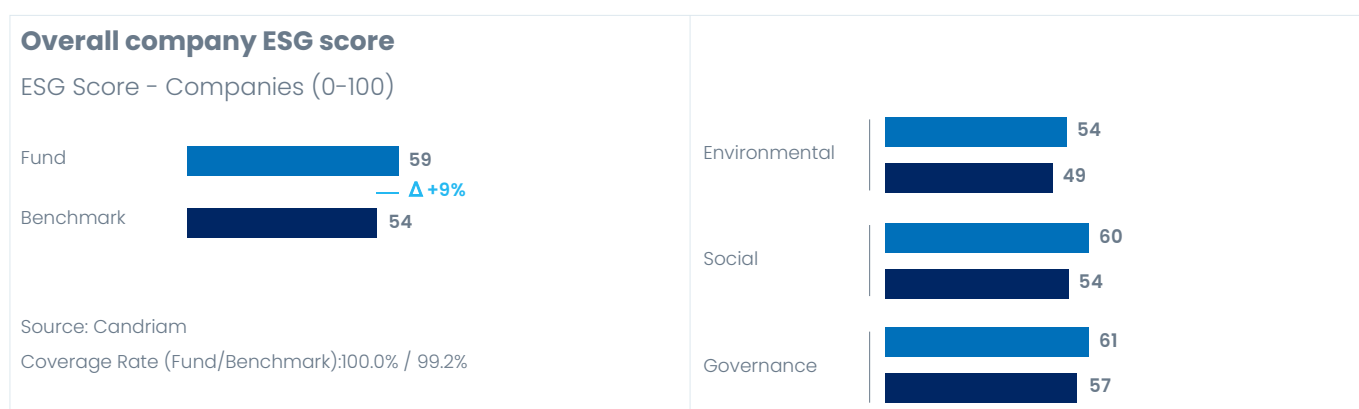 Overall company ESG score
ESG Score - Companies (0-100)
Fund
59
Δ +9%
Benchmark
54
Source: Candriam
Coverage Rate (Fund/Benchmark):100.0% / 99.2%
Environmental
54
49
Social
60
54
Governance
61
57